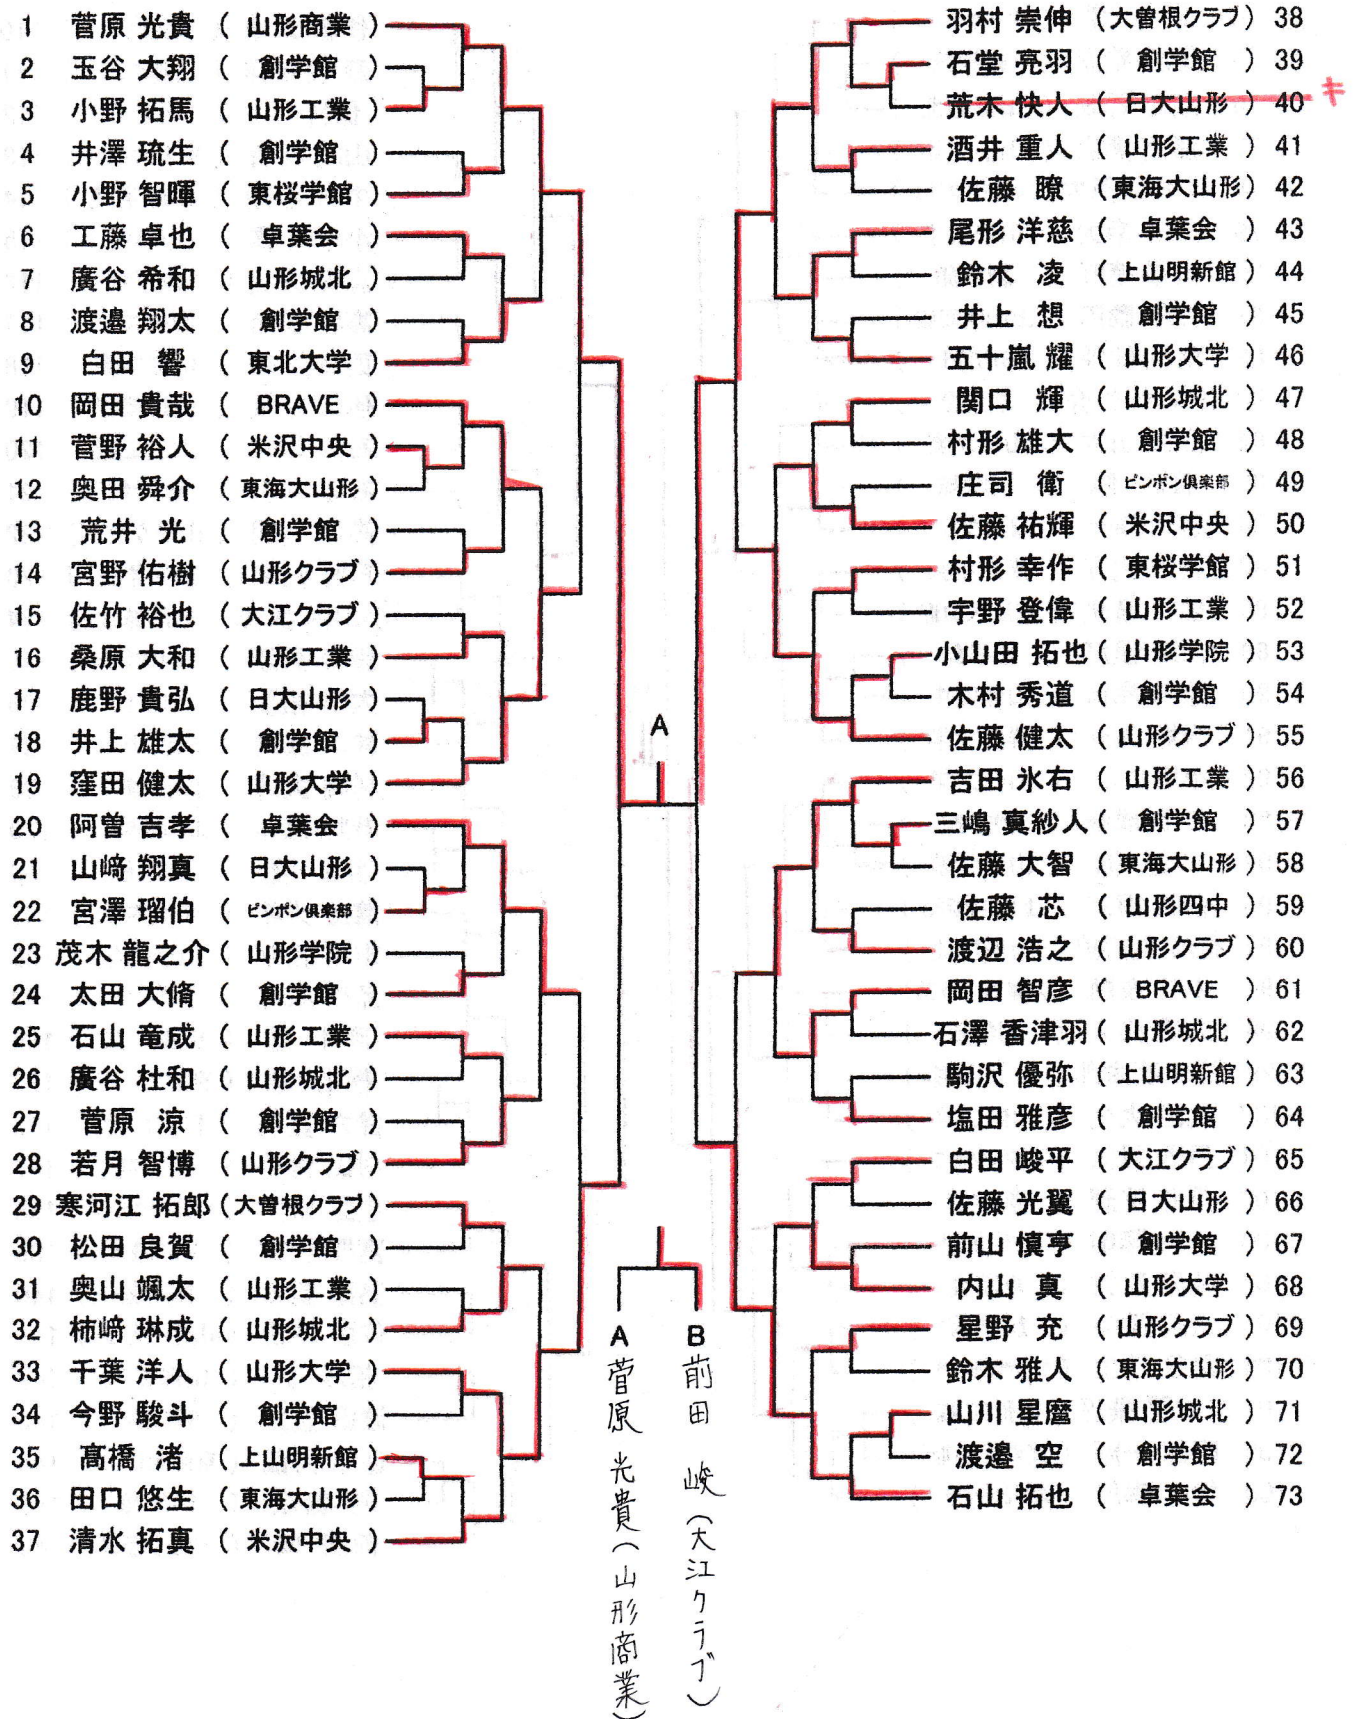 1 菅原 光貴 ( 山形商業 )
2 玉谷 大翔 ( 創学館 )
3 小野 拓馬 ( 山形工業 )
4 井澤 琉生 ( 創学館 )
5 小野 智暉 ( 東桜学館 )
6 工藤 卓也 ( 卓葉会 )
7 廣谷 希和 ( 山形城北 )
8 渡邉 翔太 ( 創学館 )
9 白田 響 ( 東北大学 )
10 岡田 貴哉 ( BRAVE )
11 菅野 裕人 ( 米沢中央 )
12 奥田 舜介 ( 東海大山形 )
13 荒井 光 ( 創学館 )
14 宮野 佑樹 ( 山形クラブ )
15 佐竹 裕也 ( 大江クラブ )
16 桑原 大和 ( 山形工業 )
17 鹿野 貴弘 ( 日大山形 )
18 井上 雄太 ( 創学館 )
19 窪田 健太 ( 山形大学 )
20 阿曽 吉孝 ( 卓葉会 )
21 山﨑 翔真 ( 日大山形 )
22 宮澤 瑠伯 ( ピンポン倶楽部 )
23 茂木 龍之介 ( 山形学院 )
24 太田 大脩 ( 創学館 )
25 石山 竜成 ( 山形工業 )
26 廣谷 杜和 ( 山形城北 )
27 菅原 涼 ( 創学館 )
28 若月 智博 ( 山形クラブ )
29 寒河江 拓郎 ( 大曽根クラブ )
30 松田 良賀 ( 創学館 )
31 奥山 颯太 ( 山形工業 )
32 柿﨑 琳成 ( 山形城北 )
33 千葉 洋人 ( 山形大学 )
34 今野 駿斗 ( 創学館 )
35 髙橋 渚 ( 上山明新館 )
36 田口 悠生 ( 東海大山形 )
37 清水 拓真 ( 米沢中央 )
A
A
菅原 光貴(山形商業)
B
前田 峻(大江クラブ)
羽村 崇伸 ( 大曽根クラブ ) 38
石堂 亮羽 ( 創学館 ) 39
荒木 快人 ( 日大山形 ) 40 キ
酒井 重人 ( 山形工業 ) 41
佐藤 瞭 ( 東海大山形 ) 42
尾形 洋慈 ( 卓葉会 ) 43
鈴木 凌 ( 上山明新館 ) 44
井上 想 創学館 ) 45
五十嵐 耀 ( 山形大学 ) 46
関口 輝 ( 山形城北 ) 47
村形 雄大 ( 創学館 ) 48
庄司 衛 ( ピンポン倶楽部 ) 49
佐藤 祐輝 ( 米沢中央 ) 50
村形 幸作 ( 東桜学館 ) 51
宇野 登偉 ( 山形工業 ) 52
小山田 拓也 ( 山形学院 ) 53
木村 秀道 ( 創学館 ) 54
佐藤 健太 ( 山形クラブ ) 55
吉田 氷右 ( 山形工業 ) 56
三嶋 真紗人 ( 創学館 ) 57
佐藤 大智 ( 東海大山形 ) 58
佐藤 芯 ( 山形四中 ) 59
渡辺 浩之 ( 山形クラブ ) 60
岡田 智彦 ( BRAVE ) 61
石澤 香津羽 ( 山形城北 ) 62
駒沢 優弥 ( 上山明新館 ) 63
塩田 雅彦 ( 創学館 ) 64
白田 峻平 ( 大江クラブ ) 65
佐藤 光翼 ( 日大山形 ) 66
前山 慎亨 ( 創学館 ) 67
内山 真 ( 山形大学 ) 68
星野 充 ( 山形クラブ ) 69
鈴木 雅人 ( 東海大山形 ) 70
山川 星麿 ( 山形城北 ) 71
渡邉 空 ( 創学館 ) 72
石山 拓也 ( 卓葉会 ) 73